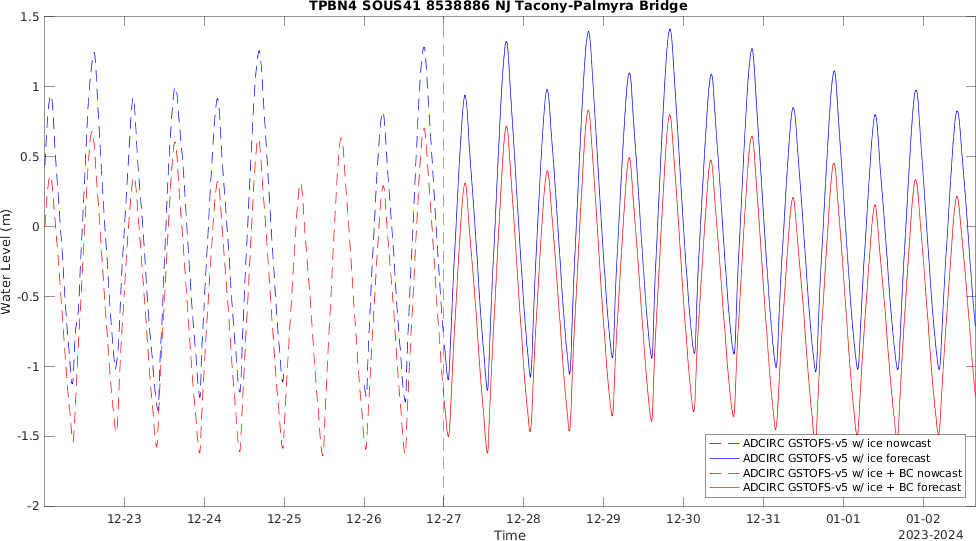 TPBN4 SOUS41 8538886 NJ Tacony-Palmyra Bridge
1.5
1
0.5
0
-0.5
-1
-1.5
-2
Water Level (m)
12-23 12-24 12-25 12-26 12-27 12-28 12-29 12-30 12-31 01-01 01-02
Time
2023-2024
ADCIRC GSTOFS-v5 w/ ice nowcast
ADCIRC GSTOFS-v5 w/ ice forecast
ADCIRC GSTOFS-v5 w/ ice + BC nowcast
ADCIRC GSTOFS-v5 w/ ice + BC forecast